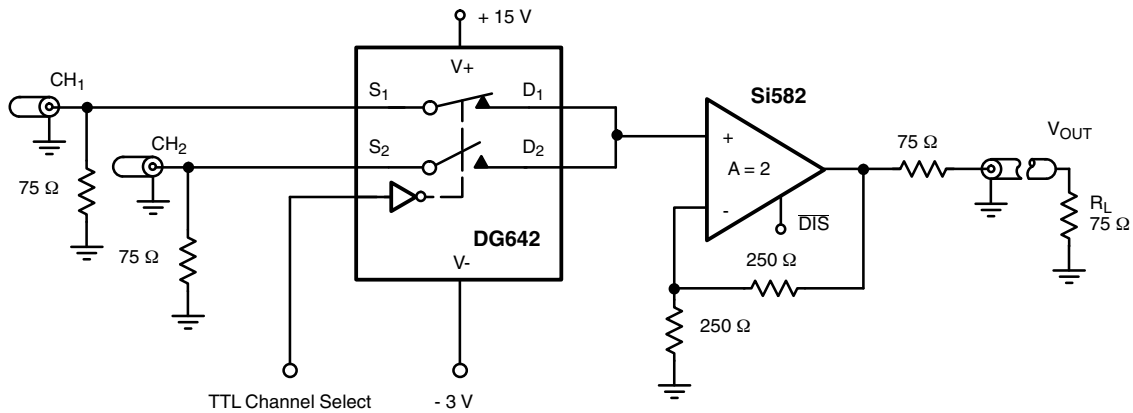 + 15 V
V+
CH1
S1
D1
Si582
CH2
S2
D2
+
A = 2
-
75 Ω
VOUT
75 Ω
DIS
RL
75 Ω
DG642
75 Ω
V-
250 Ω
250 Ω
TTL Channel Select
- 3 V